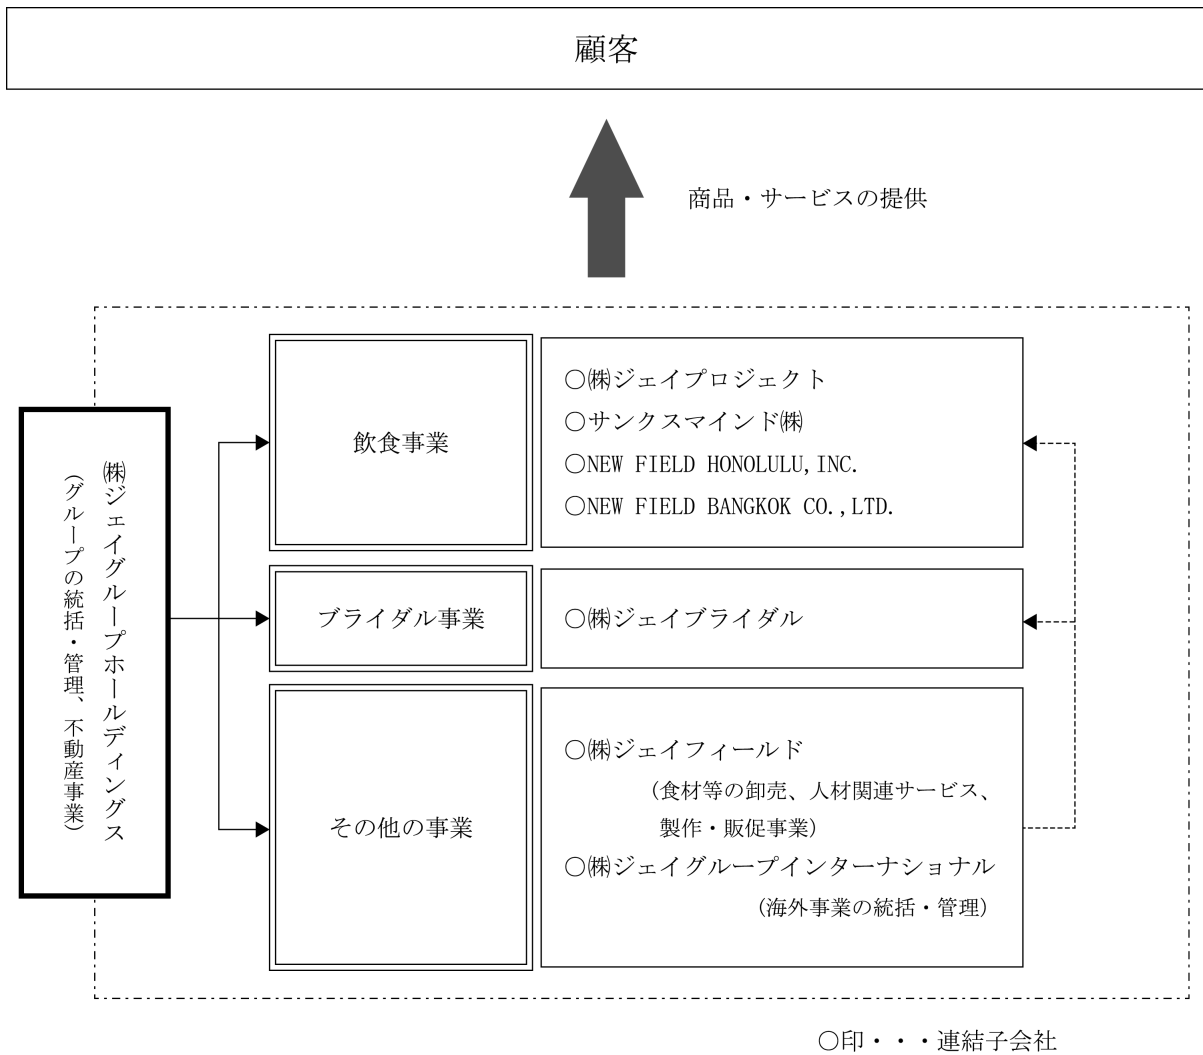 顧客
商品・サービスの提供
㈱ジェイグループホールディングス
(グループの統括・管理、不動産事業)
飲食事業
○㈱ジェイプロジェクト
○サンクスマインド㈱
○NEW FIELD HONOLULU,INC.
○NEW FIELD BANGKOK CO.,LTD.
ブライダル事業
○㈱ジェイブライダル
その他の事業
○㈱ジェイフィールド
(食材等の卸売、人材関連サービス、
製作・販促事業)
○㈱ジェイグループインターナショナル
(海外事業の統括・管理)
○印・・・連結子会社